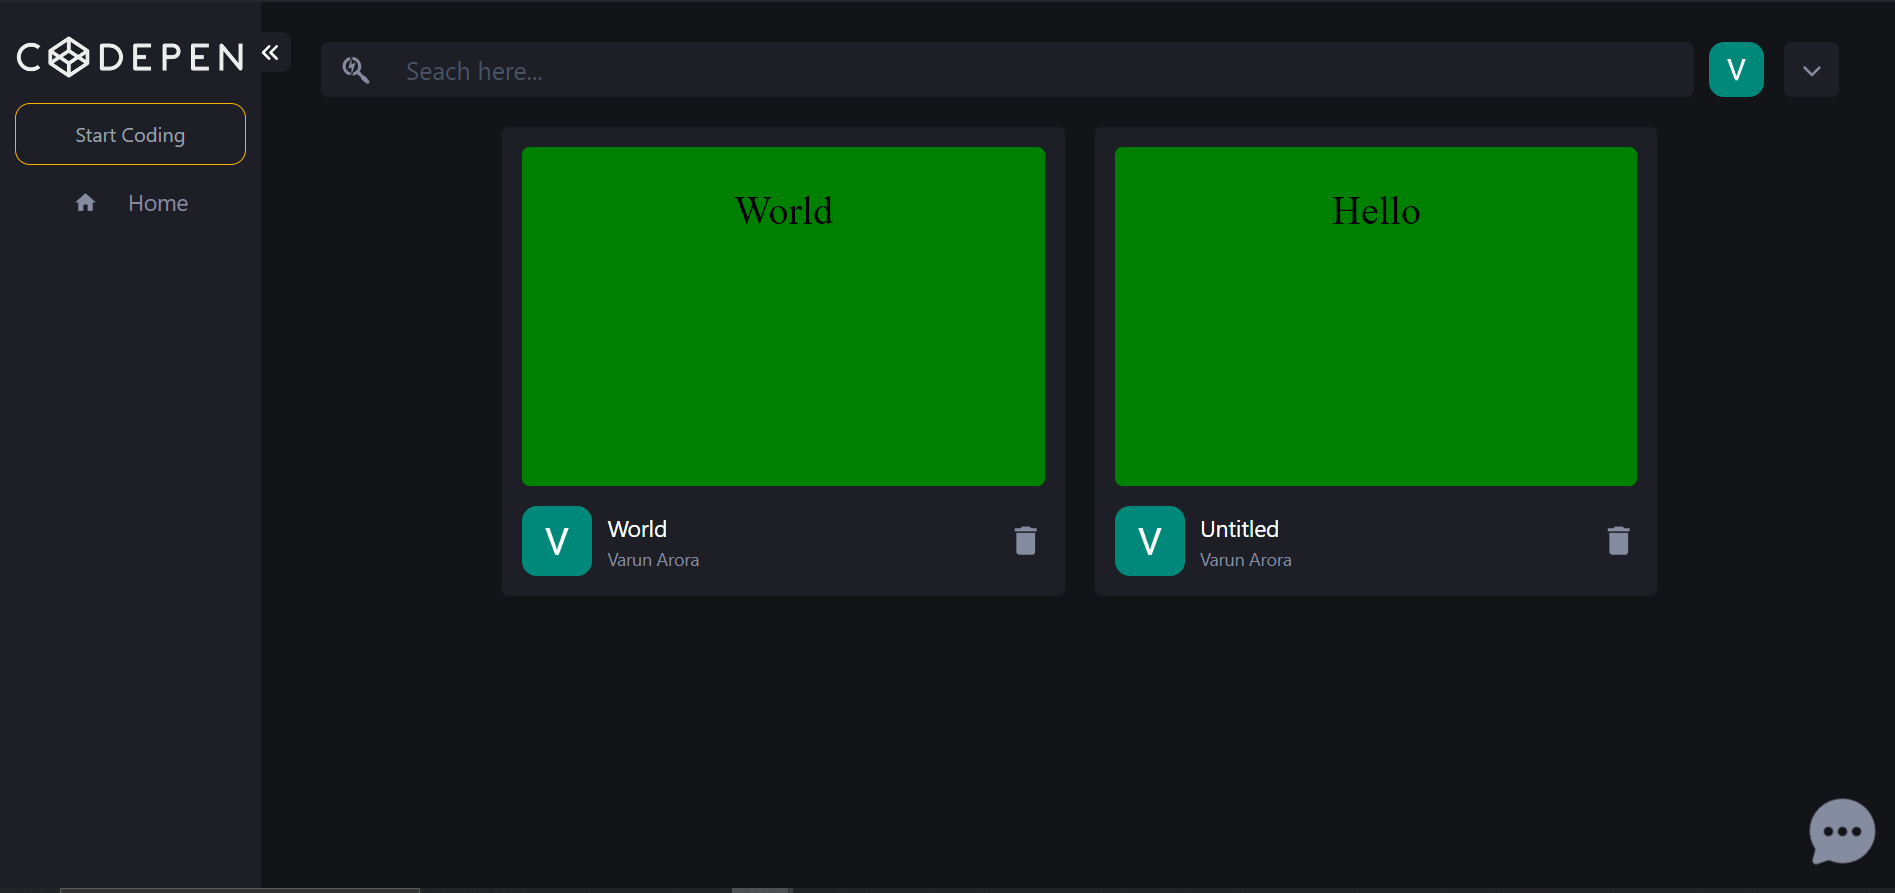 CODEPEN
Start Coding
Home
Seach here...
V
World
Hello
V
World
Varun Arora
V
Untitled
Varun Arora